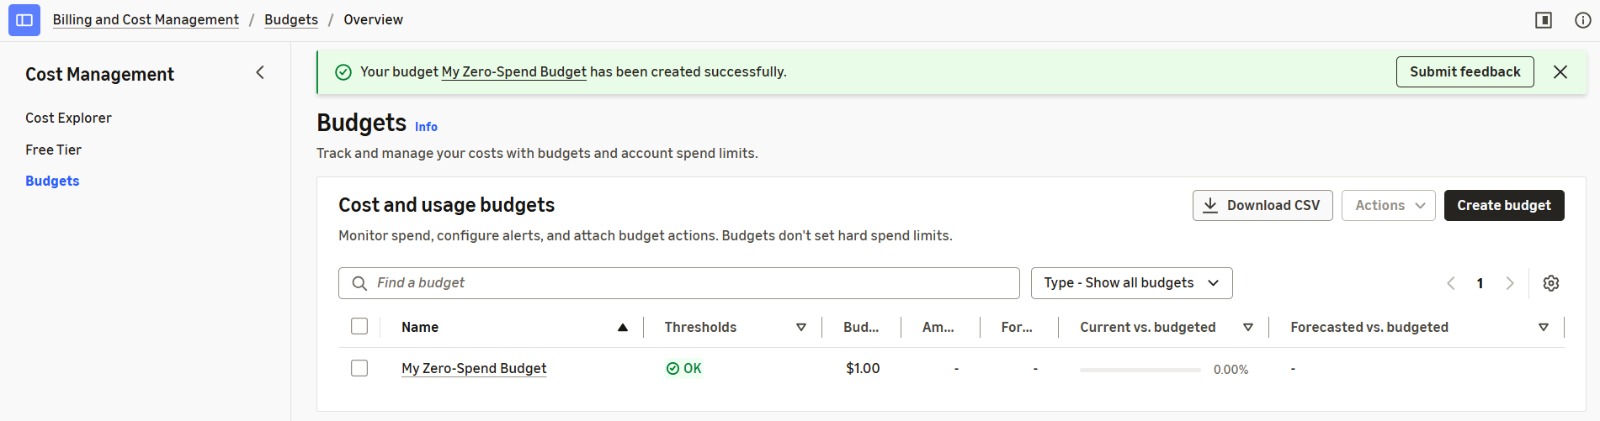 Billing and Cost Management / Budgets / Overview
Cost Management
Cost Explorer
Free Tier
Budgets
Your budget My Zero-Spend Budget has been created successfully.
Submit feedback
Budgets Info
Track and manage your costs with budgets and account spend limits.
Cost and usage budgets
Download CSV
Actions
Create budget
Monitor spend, configure alerts, and attach budget actions. Budgets don't set hard spend limits.
Find a budget
Type - Show all budgets
1
Name Thresholds Bud... Am... For... Current vs. budgeted Forecasted vs. budgeted
My Zero-Spend Budget OK $1.00 - - 0.00% -